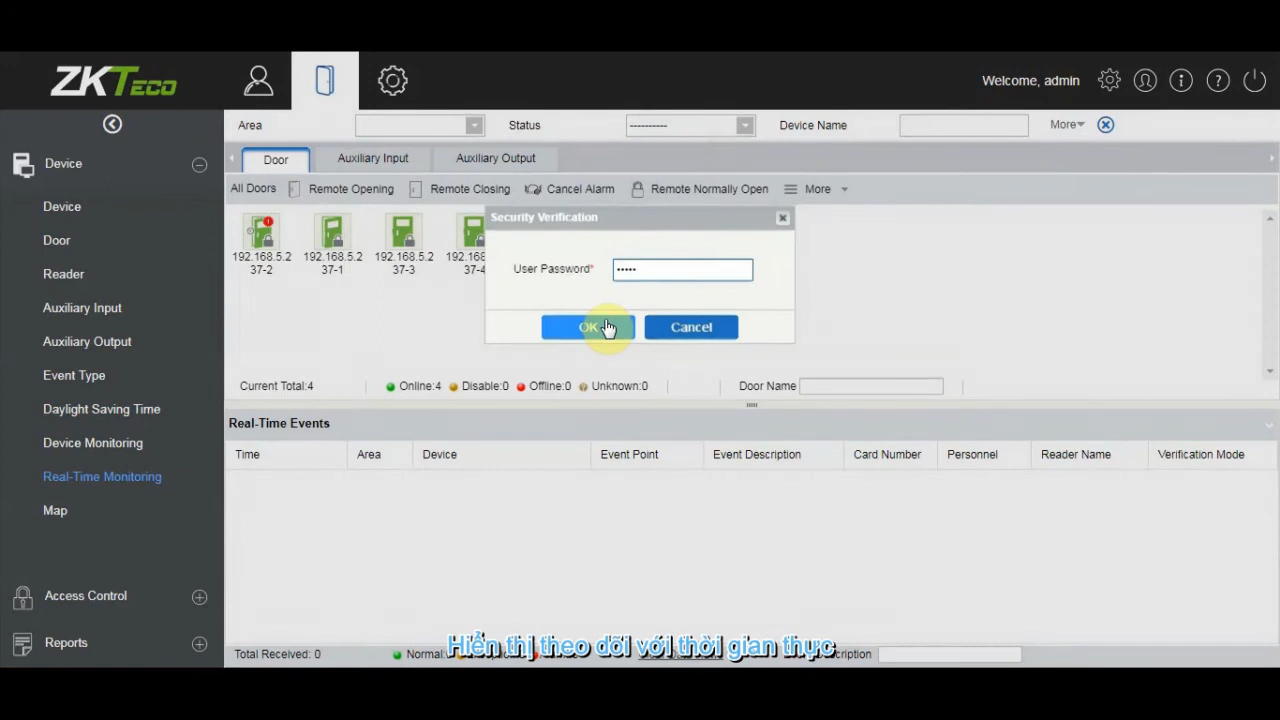 ZKTECO
Welcome, admin
Area
Status
----------
Device Name
More
Device
Door
Auxiliary Input
Auxiliary Output
All Doors
Remote Opening
Remote Closing
Cancel Alarm
Remote Normally Open
More
Device
Door
Reader
Auxiliary Input
Auxiliary Output
Event Type
Daylight Saving Time
Device Monitoring
Real-Time Monitoring
Map
Access Control
Reports
192.168.5.2
37-2
192.168.5.2
37-1
192.168.5.2
37-3
192.168
37-4
Security Verification
User Password*
•••••
OK
Cancel
Current Total:4
Online:4
Disable:0
Offline:0
Unknown:0
Door Name
Real-Time Events
Time
Area
Device
Event Point
Event Description
Card Number
Personnel
Reader Name
Verification Mode
Total Received: 0
Normal:
Hiển thị theo dõi với thời gian thực